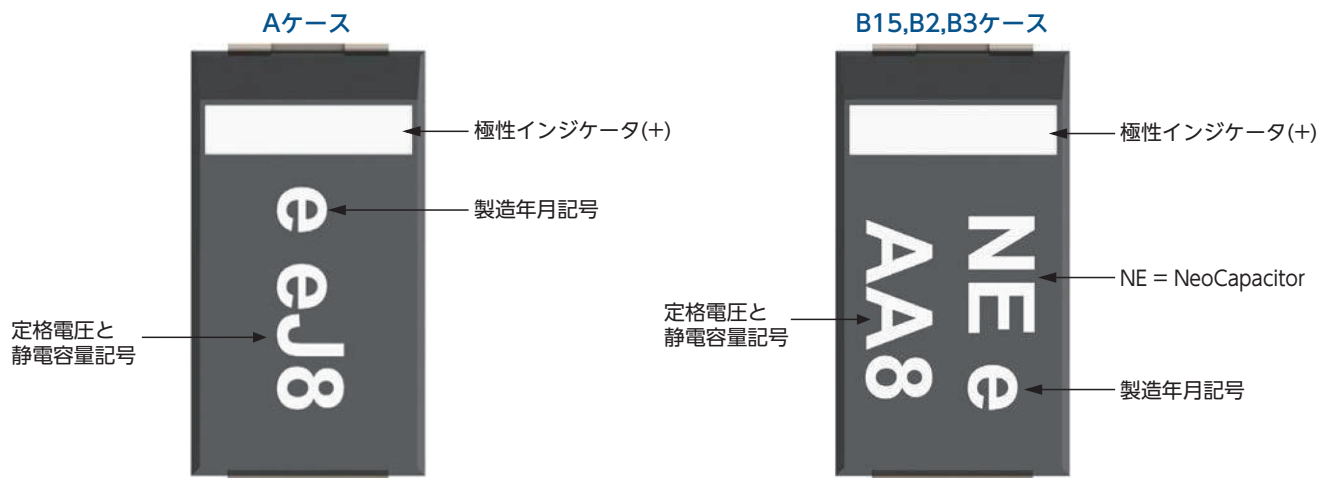 Aケース
極性インジケータ(+)
製造年月記号
定格電圧と
静電容量記号
e eJ8
B15,B2,B3ケース
極性インジケータ(+)
NE = NeoCapacitor
定格電圧と
静電容量記号
製造年月記号
NE e
AA8